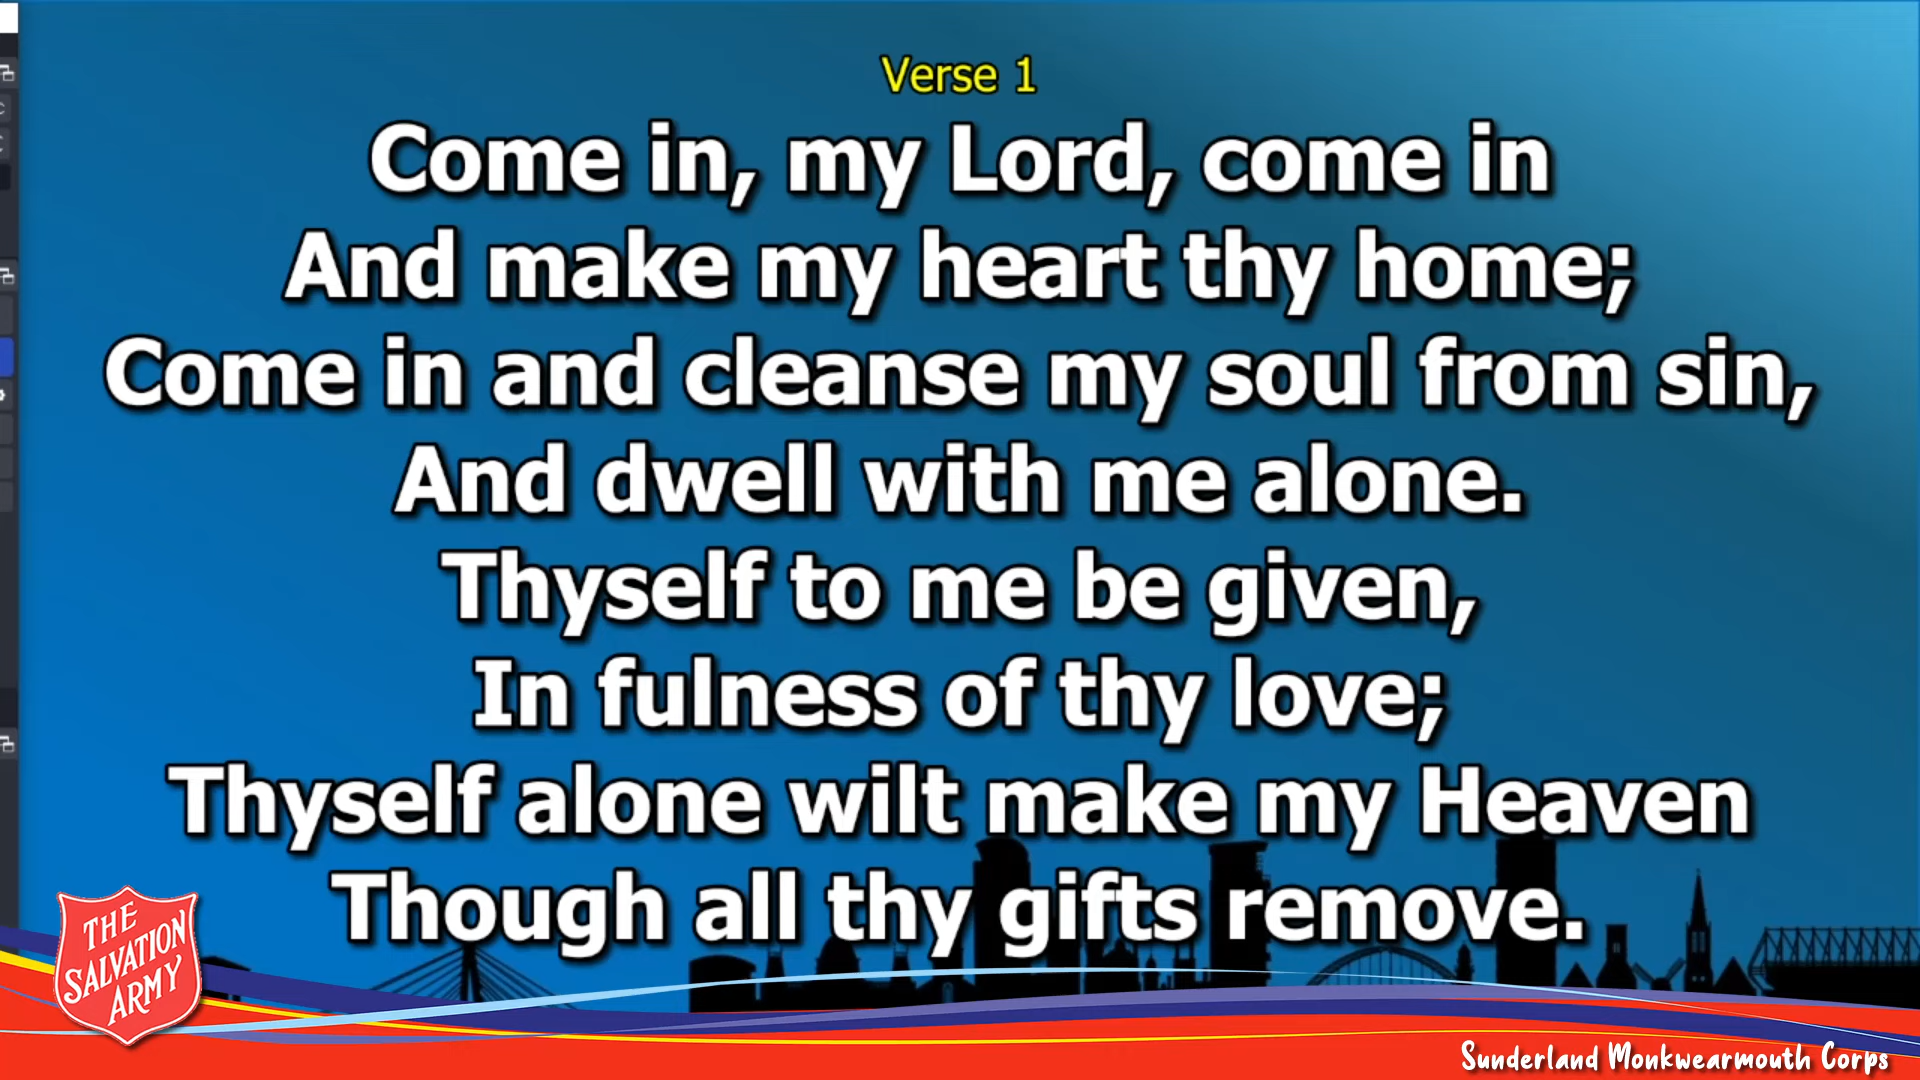 Verse 1
Come in, my Lord, come in
And make my heart thy home;
Come in and cleanse my soul from sin,
And dwell with me alone.
Thyself to me be given,
In fulness of thy love;
Thyself alone wilt make my Heaven
Though all thy gifts remove.
THE
SALVATION
ARMY
Sunderland Monkwearmouth Corps